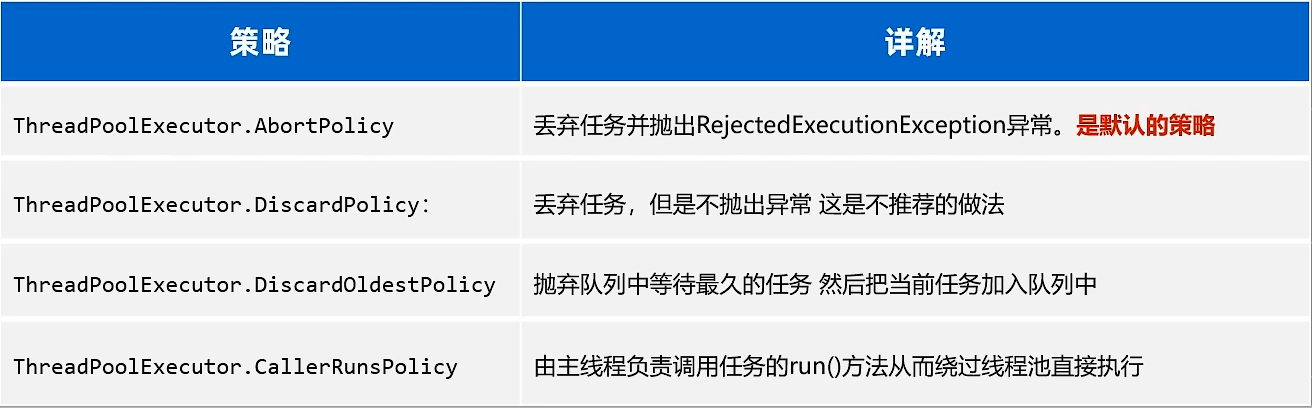 策略
详解
ThreadPoolExecutor.AbortPolicy
丢弃任务并抛出RejectedExecutionException异常。是默认的策略
ThreadPoolExecutor.DiscardPolicy：
丢弃任务，但是不抛出异常 这是不推荐的做法
ThreadPoolExecutor.DiscardOldestPolicy
抛弃队列中等待最久的任务 然后把当前任务加入队列中
ThreadPoolExecutor.CallerRunsPolicy
由主线程负责调用任务的run()方法从而绕过线程池直接执行